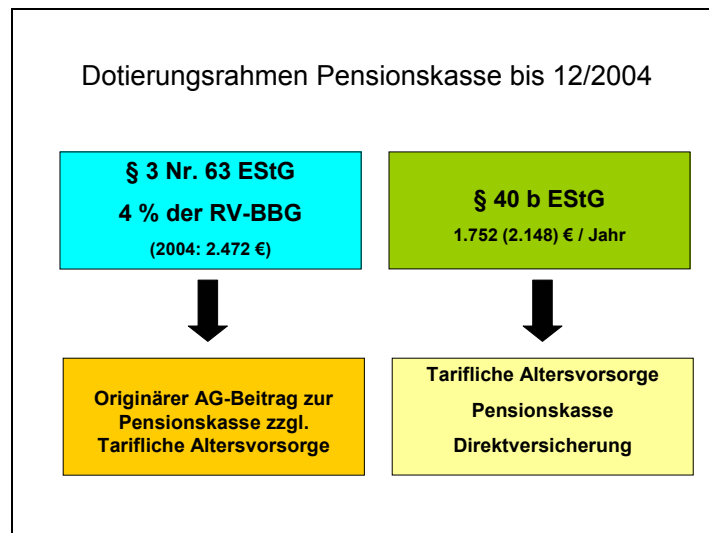 Dotierungsrahmen Pensionskasse bis 12/2004
§ 3 Nr. 63 EStG
4 % der RV-BBG
(2004: 2.472 €)
§ 40 b EStG
1.752 (2.148) € / Jahr
Originärer AG-Beitrag zur
Pensionskasse zzgl.
Tarifliche Altersvorsorge
Tarifliche Altersvorsorge
Pensionskasse
Direktversicherung